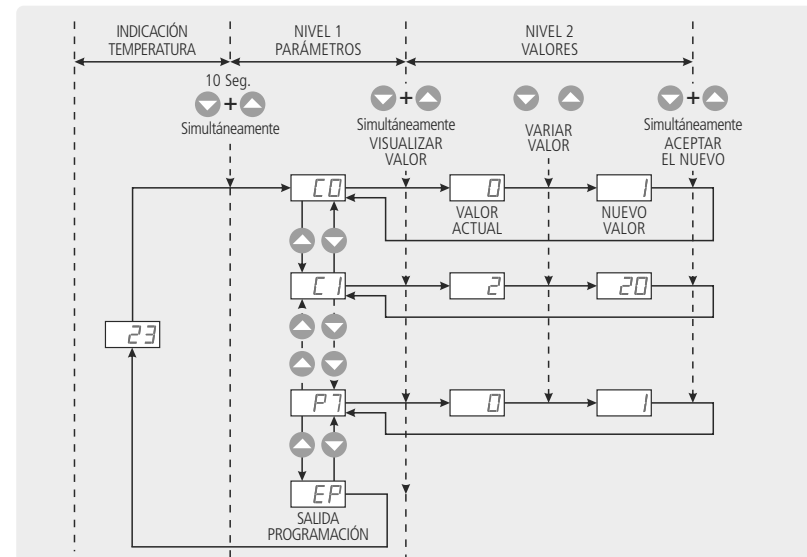 INDICACIÓN
TEMPERATURA
NIVEL 1
PARÁMETROS
NIVEL 2
VALORES
10 Seg.
+
Simultáneamente
+
Simultáneamente
VISUALIZAR
VALOR
VARIAR
VALOR
+
Simultáneamente
ACEPTAR
EL NUEVO
C0
0
1
VALOR
ACTUAL
NUEVO
VALOR
C1
2
20
23
P7
0
1
EP
SALIDA
PROGRAMACIÓN